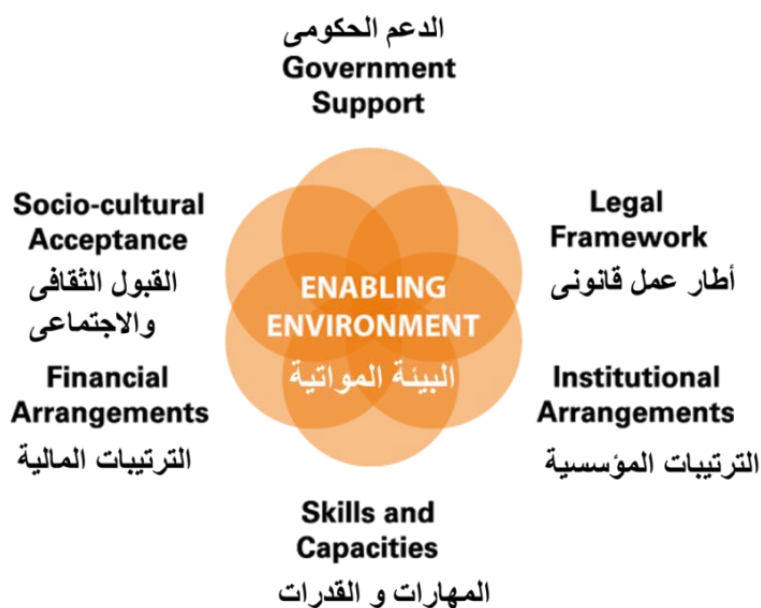 الدعم الحكومى
Government
Support
Socio-cultural
Acceptance
القبول الثقافى
والاجتماعى
Legal
Framework
أطار عمل قانونى
ENABLING
ENVIRONMENT
البيئة المواتية
Financial
Arrangements
الترتيبات المالية
Institutional
Arrangements
الترتيبات المؤسسية
Skills and
Capacities
المهارات و القدرات